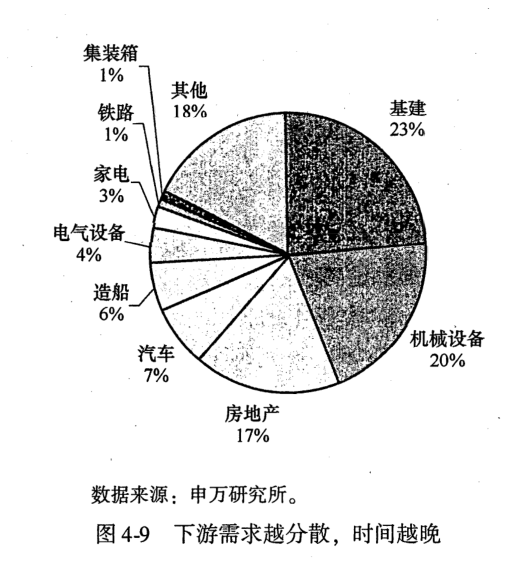 集装箱
1%
其他
18%
基建
23%
铁路
1%
家电
3%
电气设备
4%
造船
6%
机械设备
20%
汽车
7%
房地产
17%
数据来源：申万研究所。
图 4-9 下游需求越分散，时间越晚